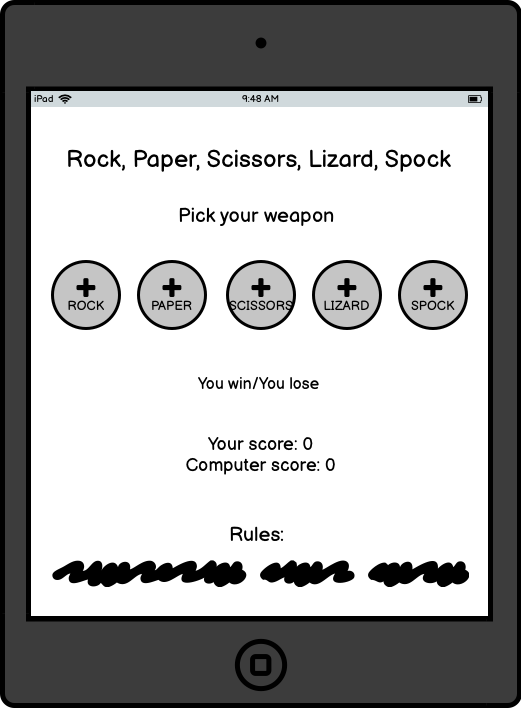 iPad 9:48 AM
Rock, Paper, Scissors, Lizard, Spock
Pick your weapon
ROCK PAPER SCISSORS LIZARD SPOCK
You win/You lose
Your score: 0
Computer score: 0
Rules: